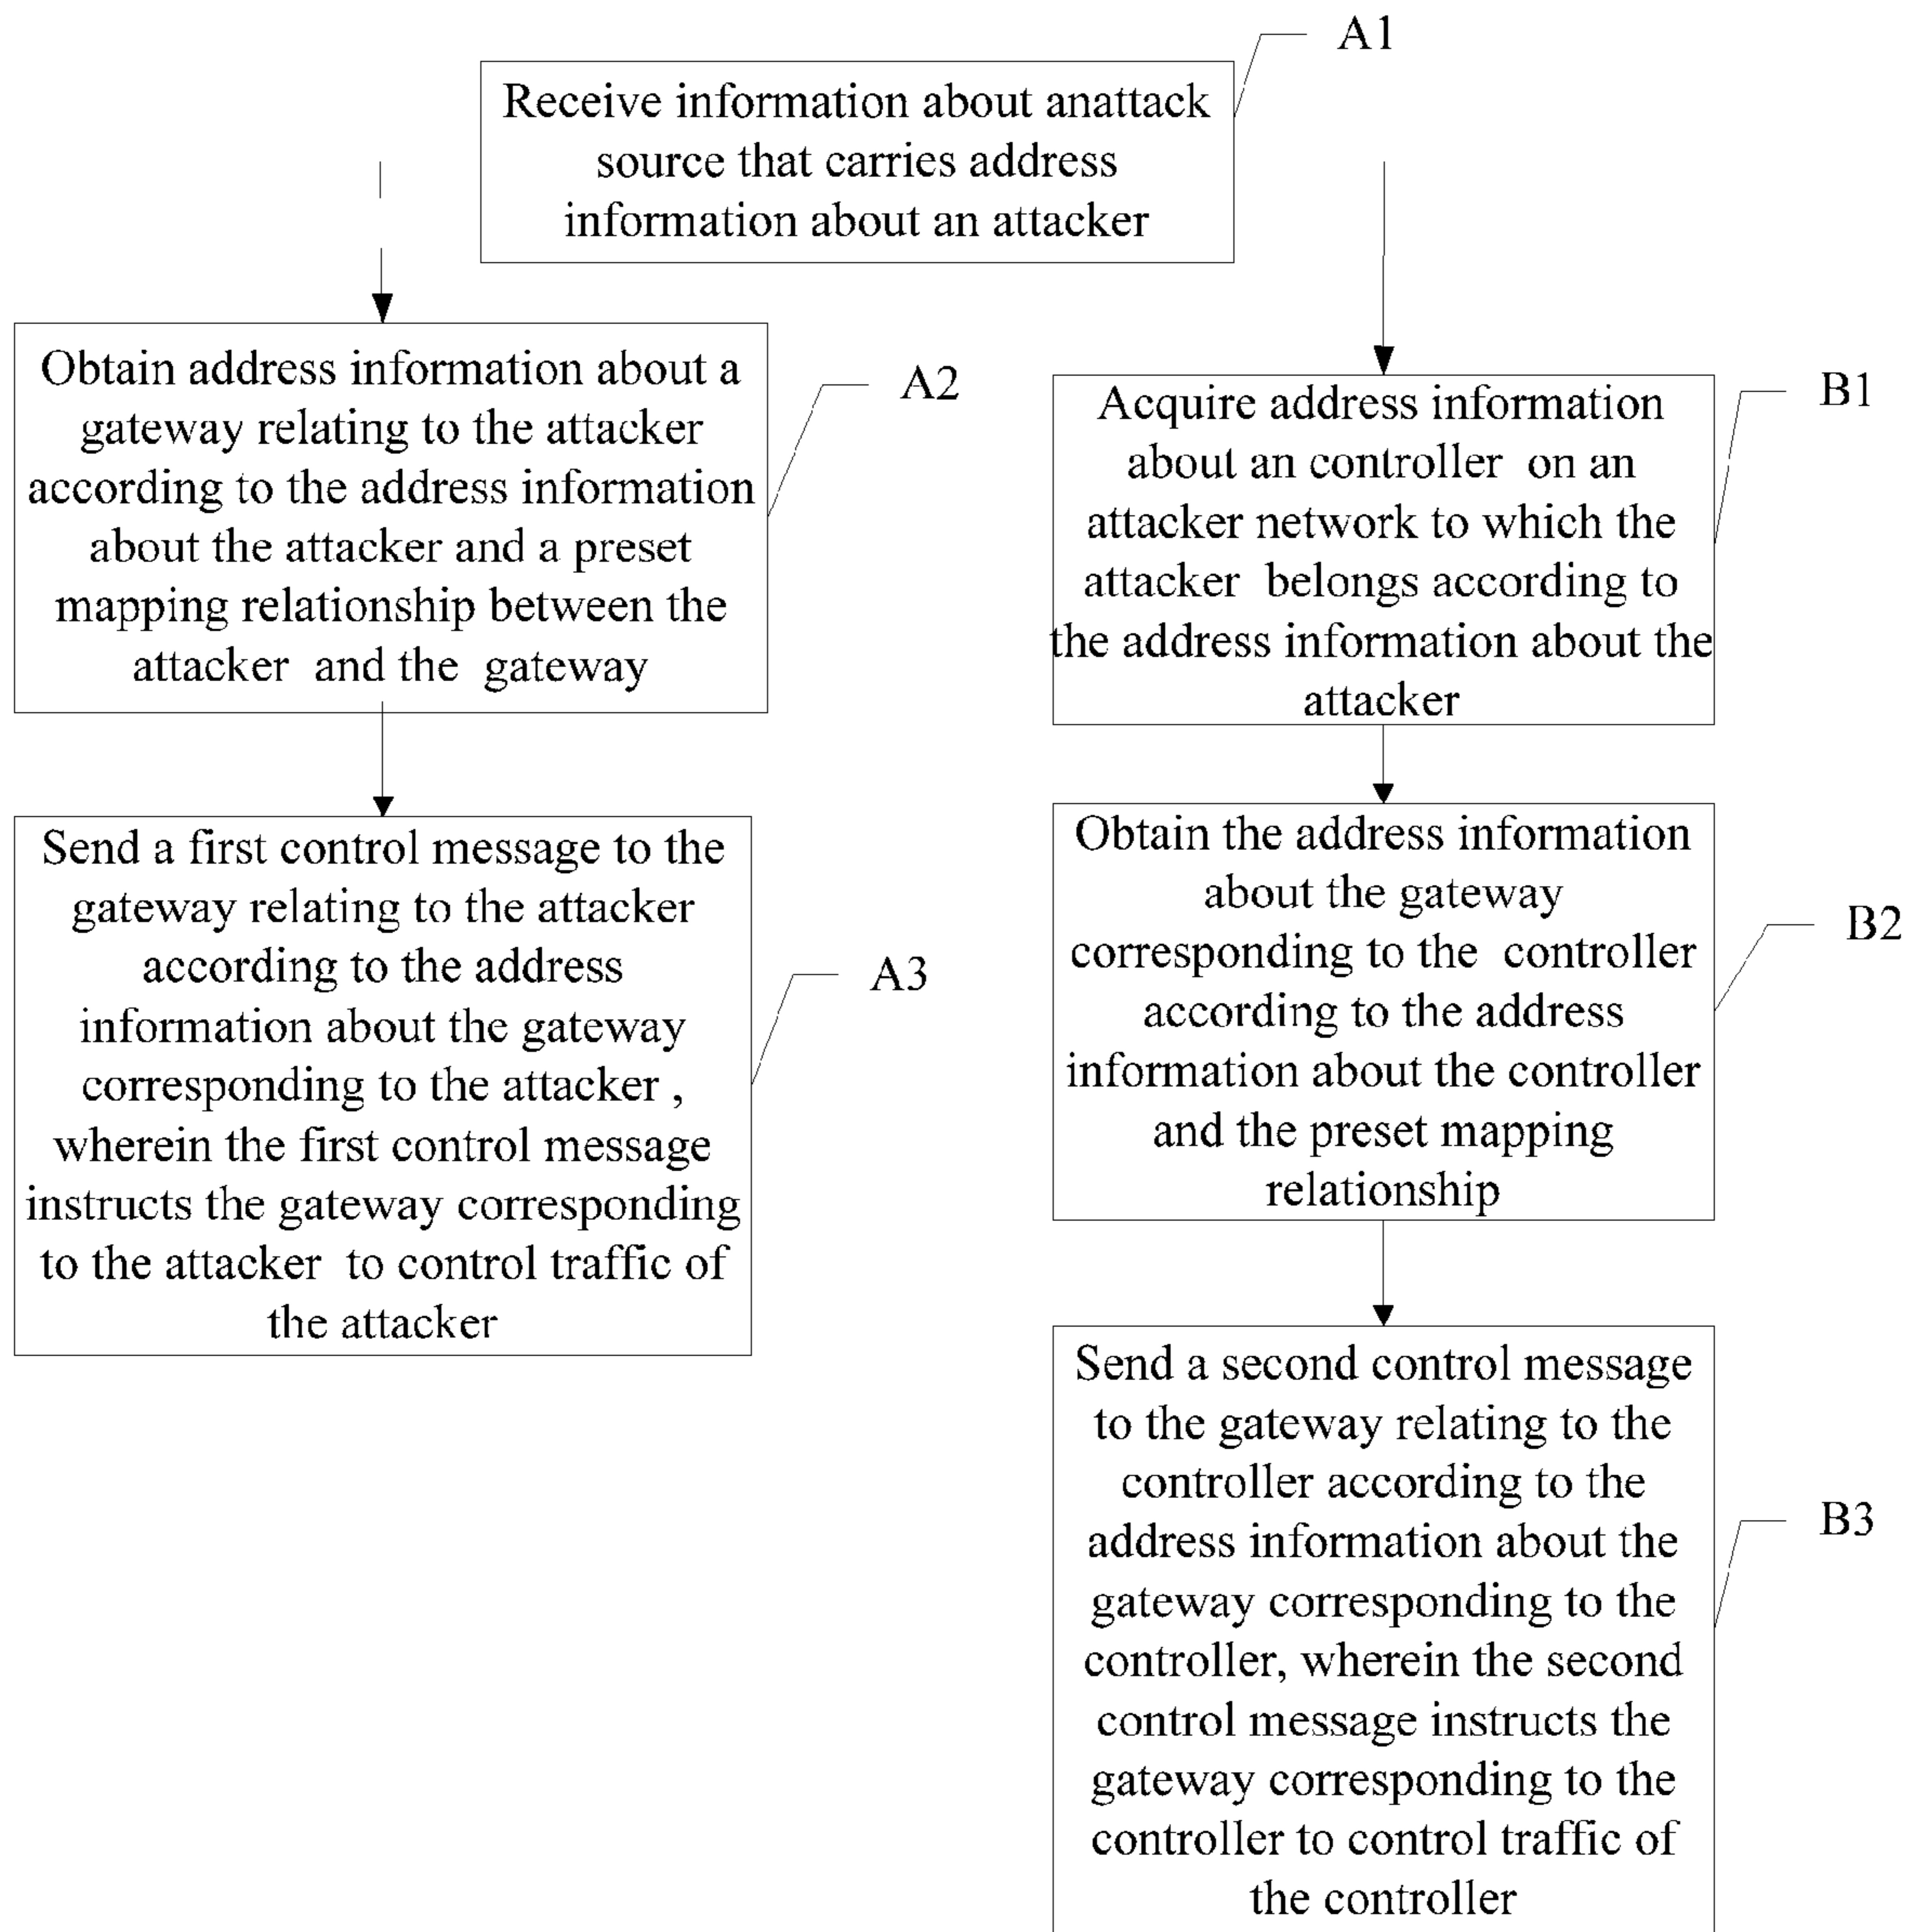 A1
Receive information about anattack
source that carries address
information about an attacker
Obtain address information about a
gateway relating to the attacker
according to the address information
about the attacker and a preset
mapping relationship between the
attacker and the gateway
A2
Send a first control message to the
gateway relating to the attacker
according to the address
information about the gateway
corresponding to the attacker ,
wherein the first control message
instructs the gateway corresponding
to the attacker to control traffic of
the attacker
A3
Acquire address information
about an controller on an
attacker network to which the
attacker belongs according to
the address information about the
attacker
B1
Obtain the address information
about the gateway
corresponding to the controller
according to the address
information about the controller
and the preset mapping
relationship
B2
Send a second control message
to the gateway relating to the
controller according to the
address information about the
gateway corresponding to the
controller, wherein the second
control message instructs the
gateway corresponding to the
controller to control traffic of
the controller
B3